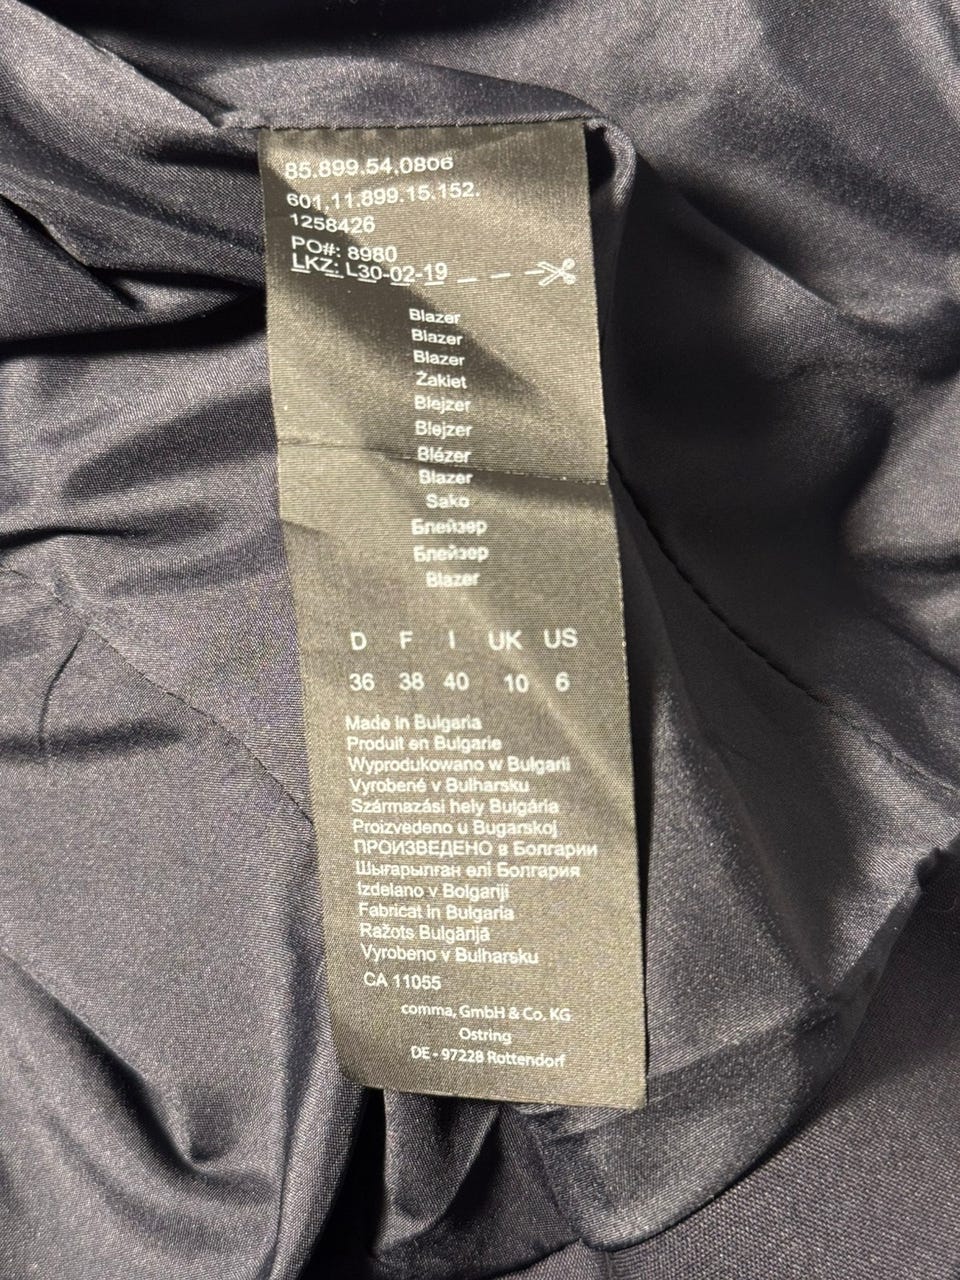 85.899.54.0806
601,11.899.15.152.
1258426
PO#: 8980
LKZ: L30-02-19
Blazer
Blazer
Blazer
Żakiet
Blejzer
Blejzer
Blézer
Blazer
Sako
Блейзер
Блейзер
Blazer
D F I UK US
36 38 40 10 6
Made in Bulgaria
Produit en Bulgarie
Wyprodukowano w Bulgarii
Vyrobené v Bulharsku
Származási hely Bulgária
Proizvedeno u Bugarskoj
ПРОИЗВЕДЕНО в Болгарии
Шығарылған елі Болгария
Izdelano v Bolgariji
Fabricat in Bulgaria
Ražots Bulgārijā
Vyrobeno v Bulharsku
CA 11055
comma, GmbH & Co. KG
Ostring
DE - 97228 Rottendorf